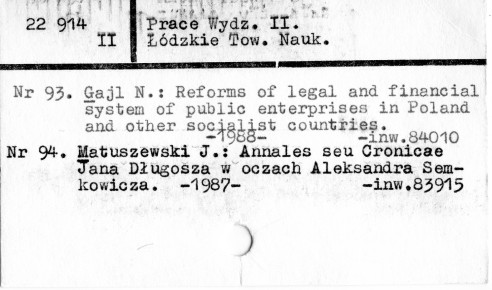 22 914
II
Prace Wydz. II.
Łódzkie Tow. Nauk.
Nr 93. Gajl N.: Reforms of legal and financial
system of public enterprises in Poland
and other socjalist countries.
-1988- -inw.84010
Nr 94. Matuszewski J.: Annales seu Cronicae
Jana Długosza w oczach Aleksandra Sem-
kowicza. -1987- -inw.83915